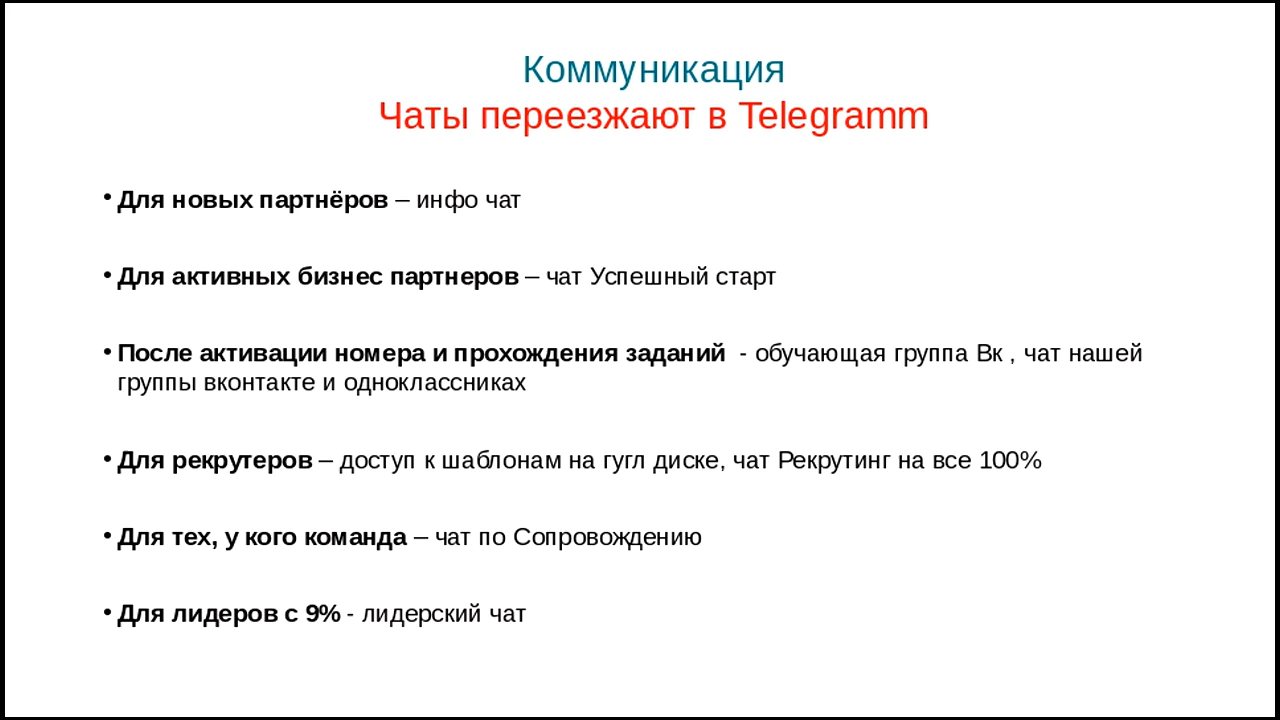 Коммуникация
Чаты переезжают в Telegramm
• Для новых партнёров – инфо чат
• Для активных бизнес партнеров – чат Успешный старт
• После активации номера и прохождения заданий  - обучающая группа Вк , чат нашей
группы вконтакте и одноклассниках
• Для рекрутеров – доступ к шаблонам на гугл диске, чат Рекрутинг на все 100%
• Для тех, у кого команда – чат по Сопровождению
• Для лидеров с 9% - лидерский чат